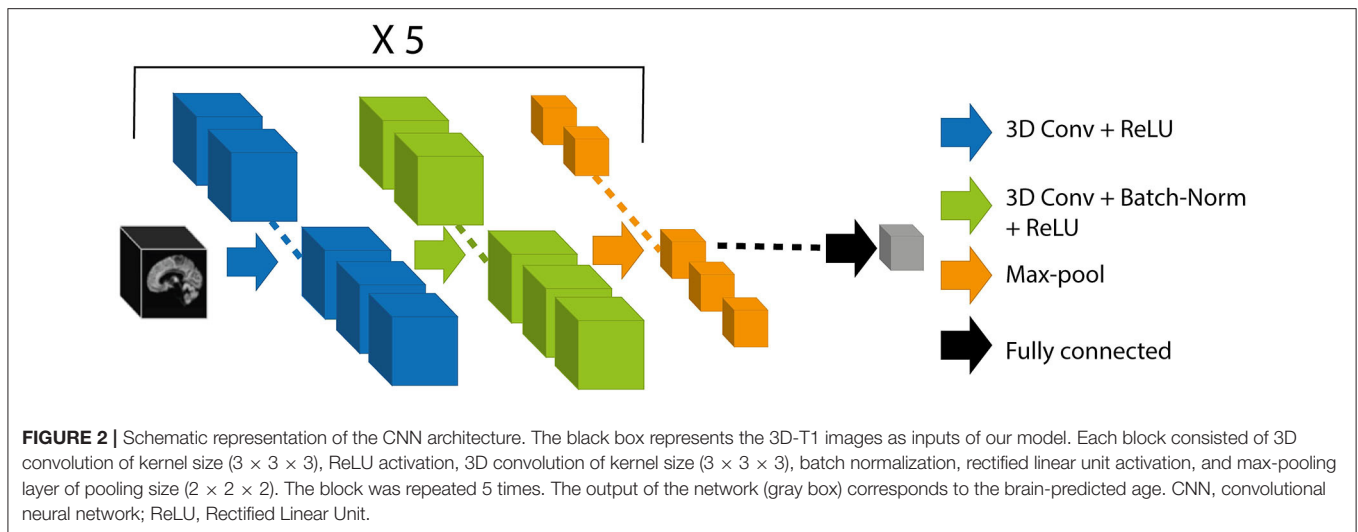 X 5
3D Conv + ReLU
3D Conv + Batch-Norm
+ ReLU
Max-pool
Fully connected
FIGURE 2 | Schematic representation of the CNN architecture. The black box represents the 3D-T1 images as inputs of our model. Each block consisted of 3D
convolution of kernel size (3 × 3 × 3), ReLU activation, 3D convolution of kernel size (3 × 3 × 3), batch normalization, rectified linear unit activation, and max-pooling
layer of pooling size (2 × 2 × 2). The block was repeated 5 times. The output of the network (gray box) corresponds to the brain-predicted age. CNN, convolutional
neural network; ReLU, Rectified Linear Unit.